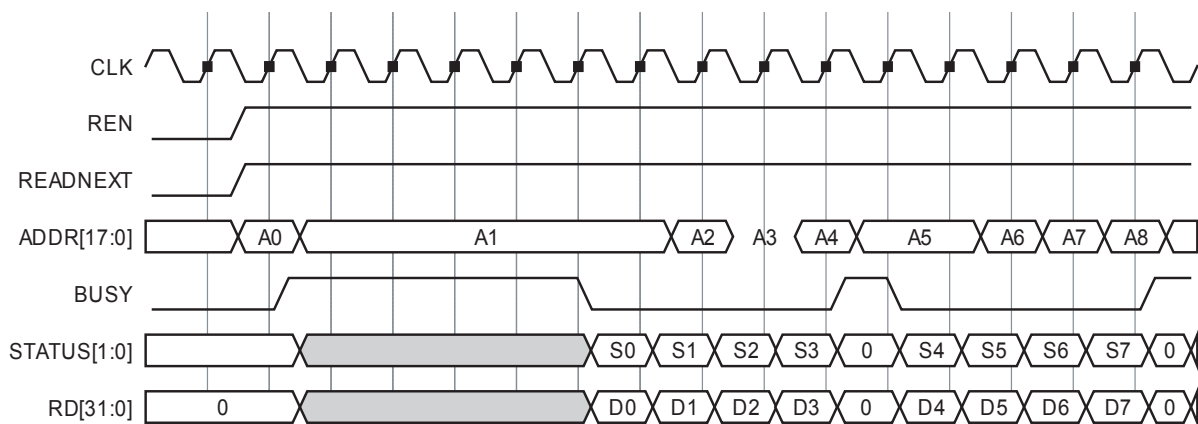 CLK
REN
READNEXT
ADDR[17:0] A0 A1 A2 A3 A4 A5 A6 A7 A8
BUSY
STATUS[1:0] S0 S1 S2 S3 0 S4 S5 S6 S7 0
RD[31:0] 0 D0 D1 D2 D3 0 D4 D5 D6 D7 0